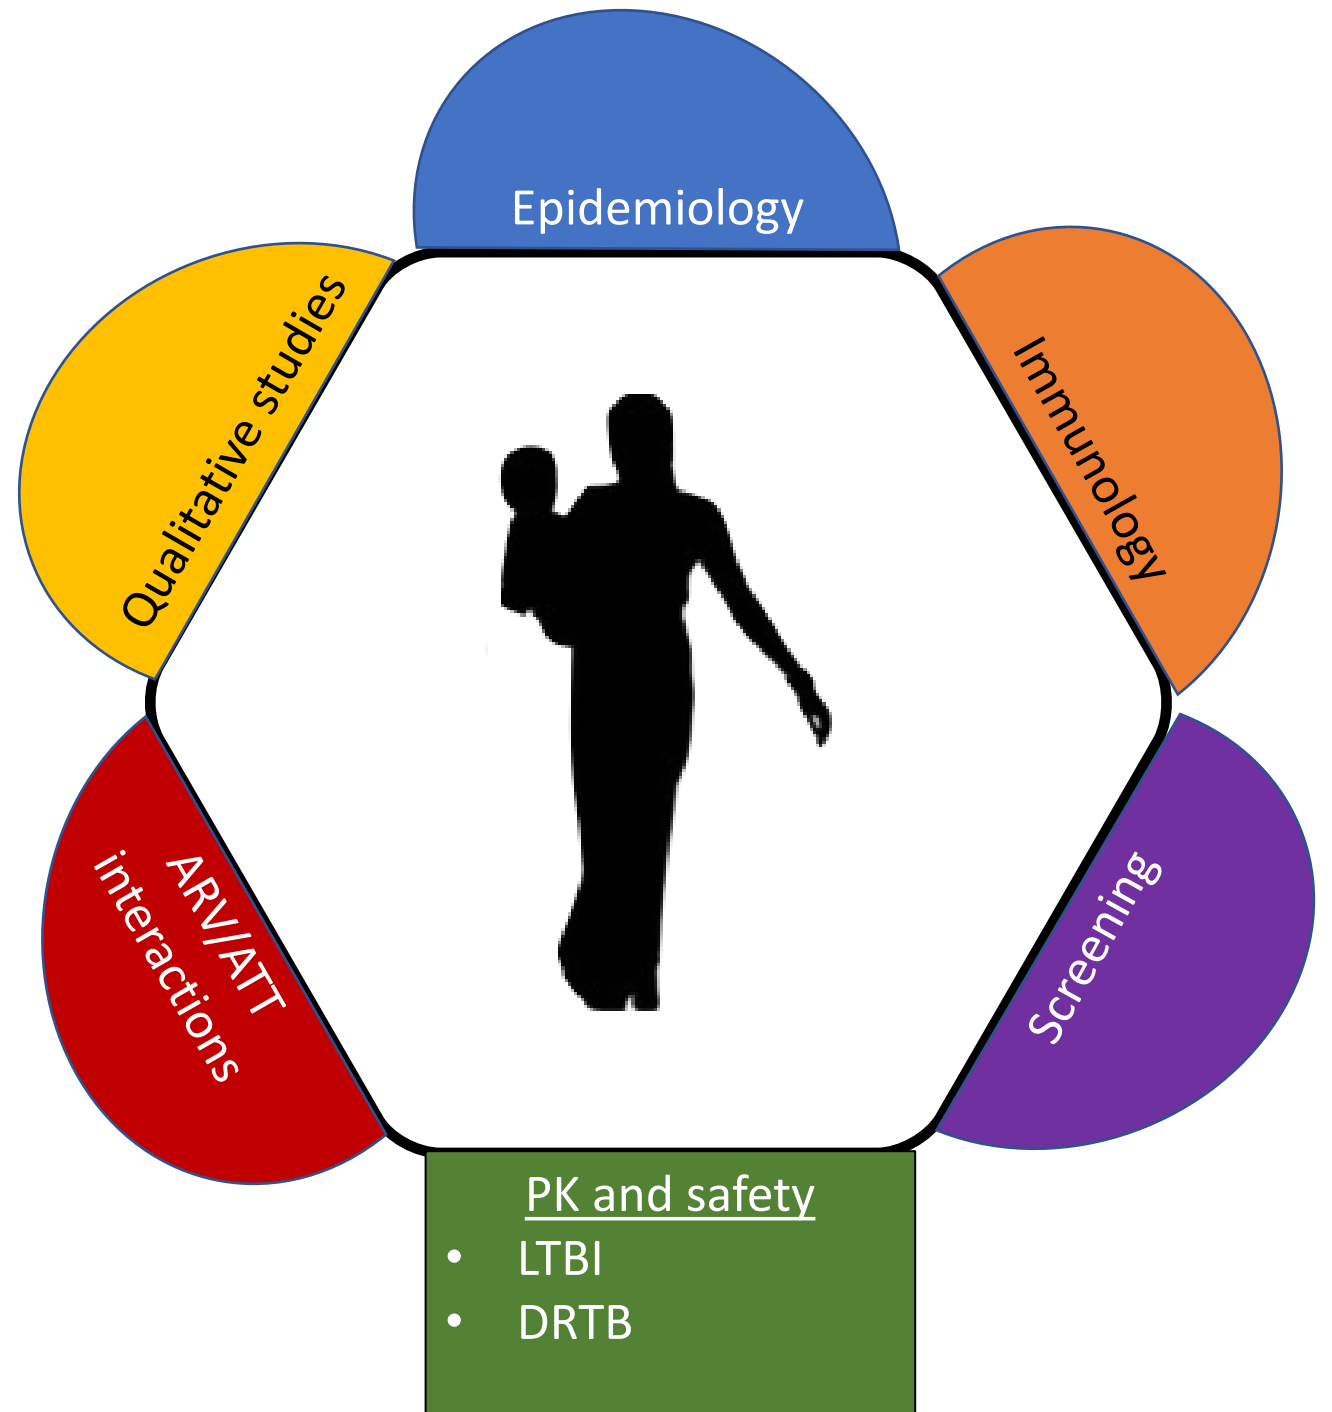 Epidemiology
Immunology
Screening
PK and safety
• LTBI
• DRTB
ARV/ATT
interactions
Qualitative studies